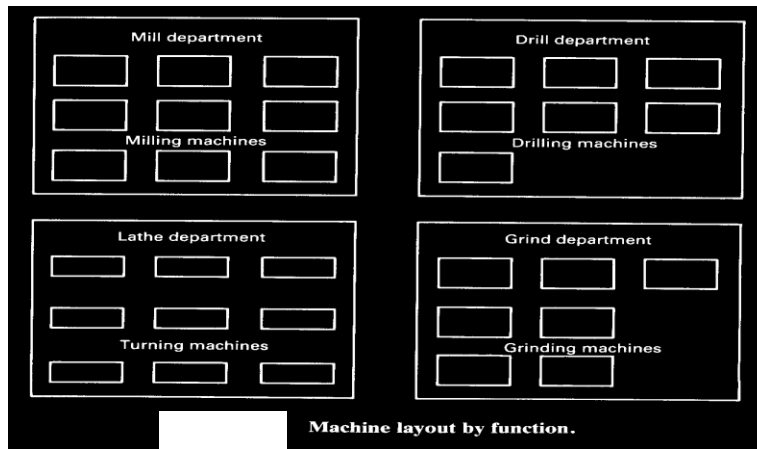 Mill department
Milling machines
Drill department
Drilling machines
Lathe department
Turning machines
Grind department
Grinding machines
Machine layout by function.